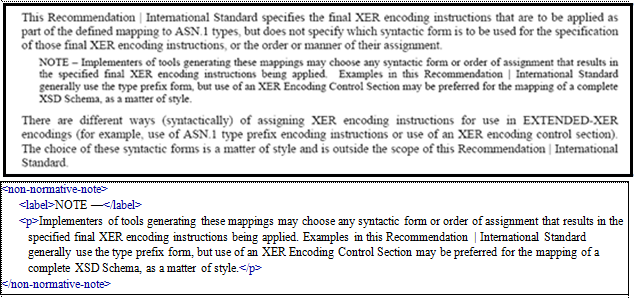 This Recommendation | International Standard specifies the final XER encoding instructions that are to be applied as
part of the defined mapping to ASN.1 types, but does not specify which syntactic form is to be used for the specification
of those final XER encoding instructions, or the order or manner of their assignment.
NOTE – Implementers of tools generating these mappings may choose any syntactic form or order of assignment that results in
the specified final XER encoding instructions being applied. Examples in this Recommendation | International Standard
generally use the type prefix form, but use of an XER Encoding Control Section may be preferred for the mapping of a complete
XSD Schema, as a matter of style.
There are different ways (syntactically) of assigning XER encoding instructions for use in EXTENDED-XER
encodings (for example, use of ASN.1 type prefix encoding instructions or use of an XER encoding control section).
The choice of these syntactic forms is a matter of style and is outside the scope of this Recommendation | International
Standard.
<non-normative-note>
<label>NOTE —</label>
<p>Implementers of tools generating these mappings may choose any syntactic form or order of assignment that results in the
specified final XER encoding instructions being applied. Examples in this Recommendation | International Standard
generally use the type prefix form, but use of an XER Encoding Control Section may be preferred for the mapping of a
complete XSD Schema, as a matter of style.</p>
</non-normative-note>